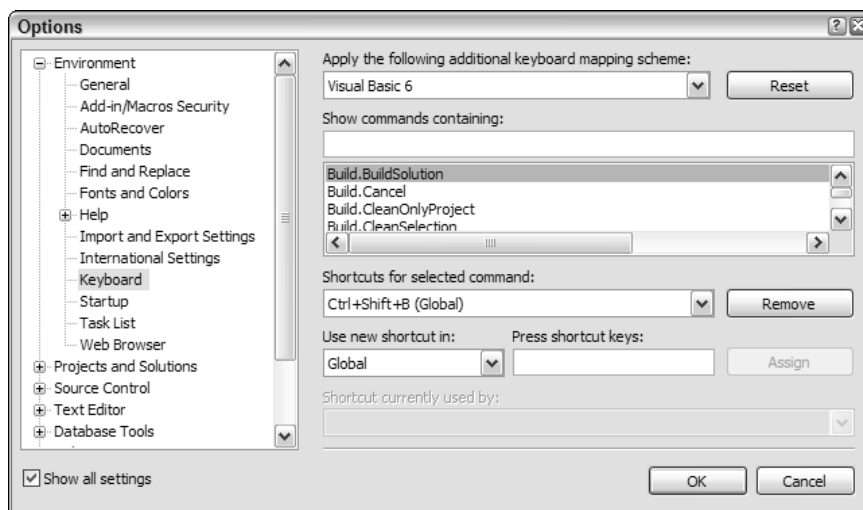 Options
Environment
General
Add-in/Macros Security
AutoRecover
Documents
Find and Replace
Fonts and Colors
Help
Import and Export Settings
International Settings
Keyboard
Startup
Task List
Web Browser
Projects and Solutions
Source Control
Text Editor
Database Tools
Show all settings
Apply the following additional keyboard mapping scheme:
Visual Basic 6
Reset
Show commands containing:
Build.BuildSolution
Build.Cancel
Build.CleanOnlyProject
Build.CleanSelection
Shortcuts for selected command:
Ctrl+Shift+B (Global)
Remove
Use new shortcut in:
Press shortcut keys:
Global
Assign
Shortcut currently used by:
OK
Cancel